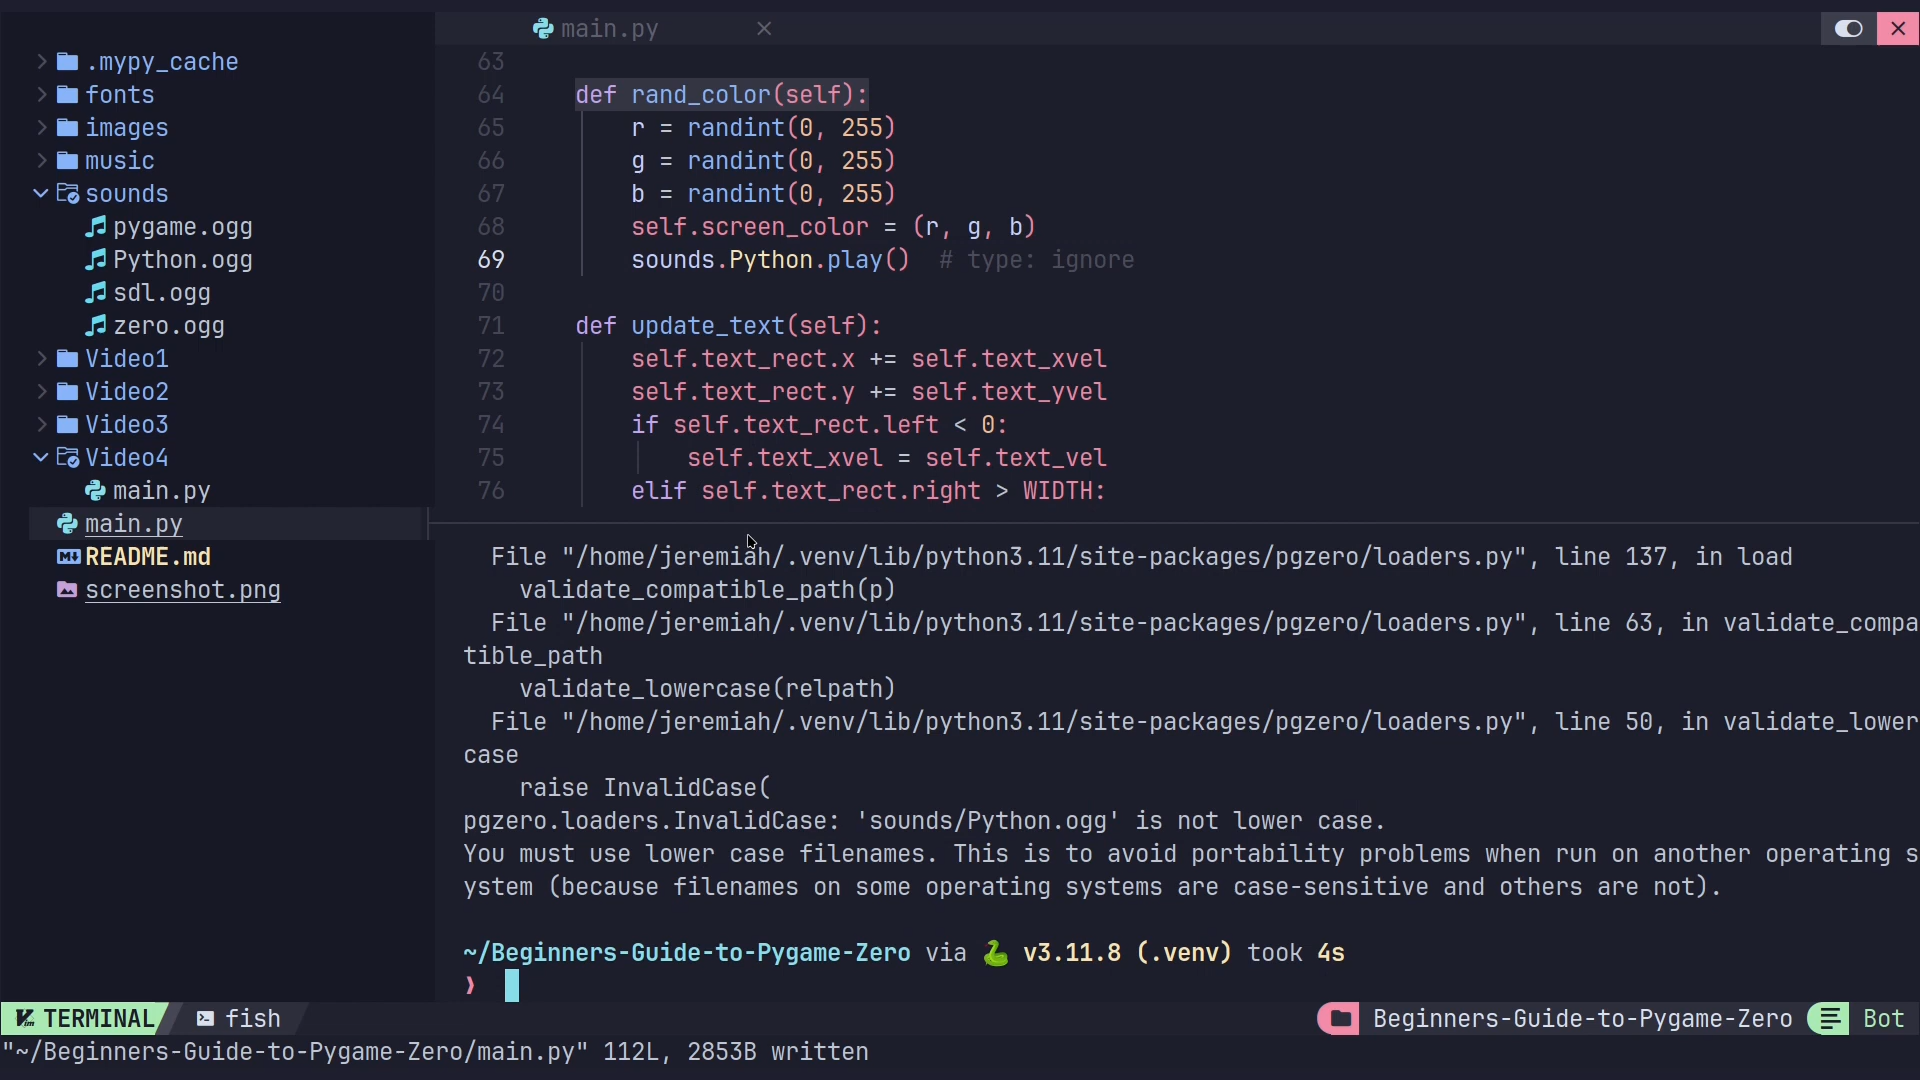 main.py
.mypy_cache
fonts
images
music
sounds
pygame.ogg
Python.ogg
sdl.ogg
zero.ogg
Video1
Video2
Video3
Video4
main.py
main.py
README.md
screenshot.png
63
64 def rand_color(self):
65 r = randint(0, 255)
66 g = randint(0, 255)
67 b = randint(0, 255)
68 self.screen_color = (r, g, b)
69 sounds.Python.play()  # type: ignore
70
71 def update_text(self):
72 self.text_rect.x += self.text_xvel
73 self.text_rect.y += self.text_yvel
74 if self.text_rect.left < 0:
75 self.text_xvel = self.text_vel
76 elif self.text_rect.right > WIDTH:
File "/home/jeremiah/.venv/lib/python3.11/site-packages/pgzero/loaders.py", line 137, in load
validate_compatible_path(p)
File "/home/jeremiah/.venv/lib/python3.11/site-packages/pgzero/loaders.py", line 63, in validate_compa
tible_path
validate_lowercase(relpath)
File "/home/jeremiah/.venv/lib/python3.11/site-packages/pgzero/loaders.py", line 50, in validate_lower
case
raise InvalidCase(
pgzero.loaders.InvalidCase: 'sounds/Python.ogg' is not lower case.
You must use lower case filenames. This is to avoid portability problems when run on another operating s
ystem (because filenames on some operating systems are case-sensitive and others are not).
~/Beginners-Guide-to-Pygame-Zero via 🐍 v3.11.8 (.venv) took 4s
❯
TERMINAL fish Beginners-Guide-to-Pygame-Zero Bot
"~/Beginners-Guide-to-Pygame-Zero/main.py" 112L, 2853B written